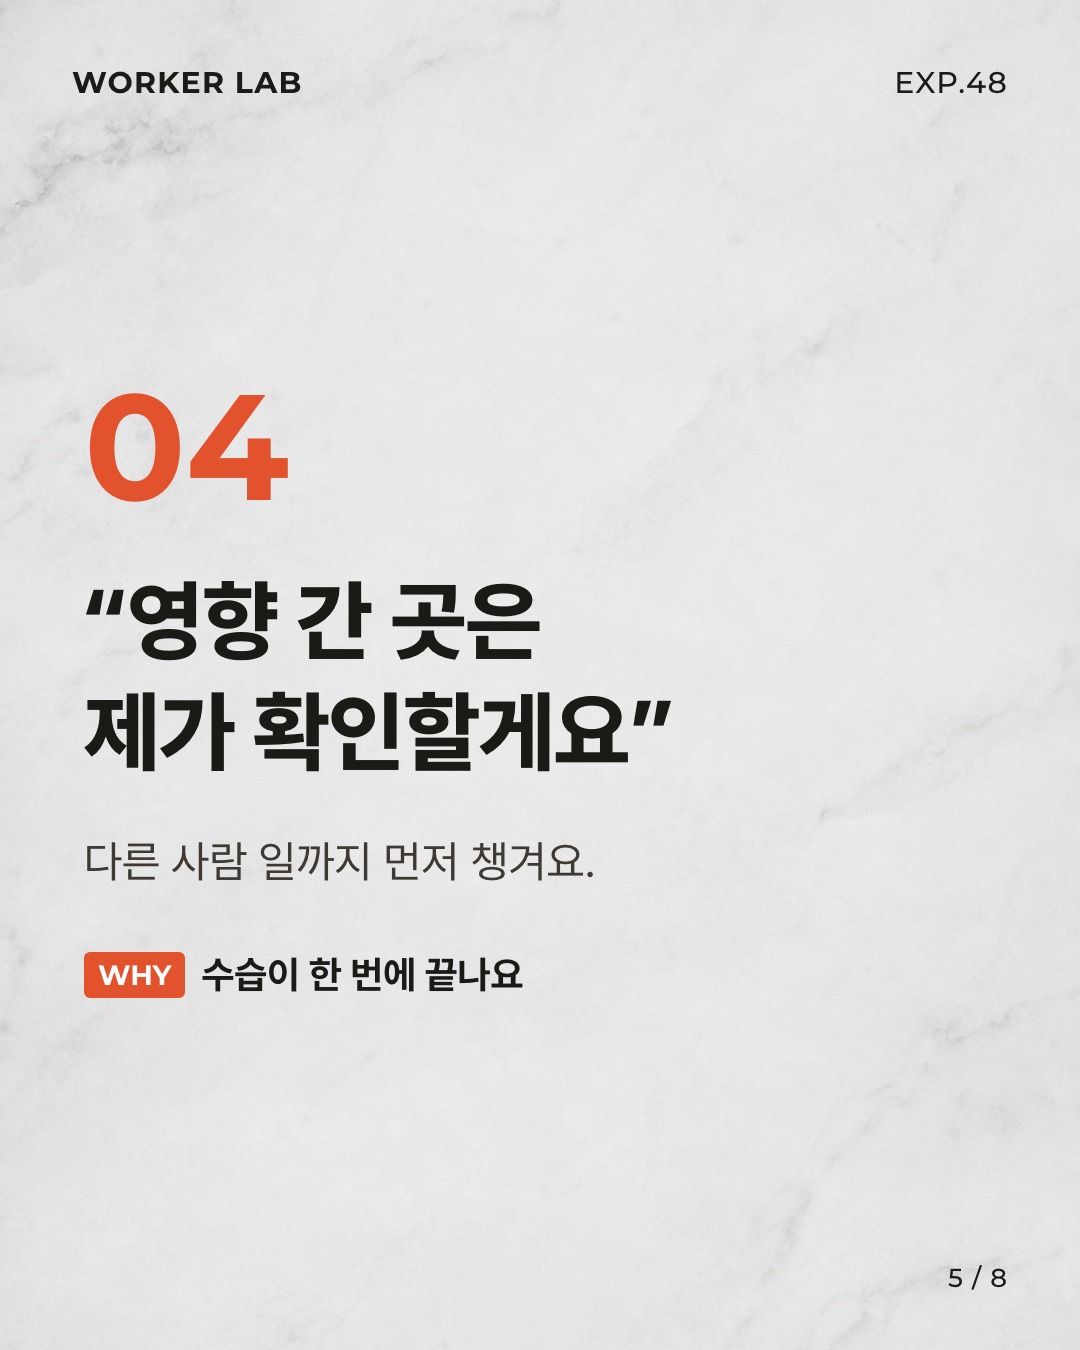 WORKER LAB
EXP.48
04
“영향 간 곳은
제가 확인할게요”
다른 사람 일까지 먼저 챙겨요.
WHY 수습이 한 번에 끝나요
5 / 8